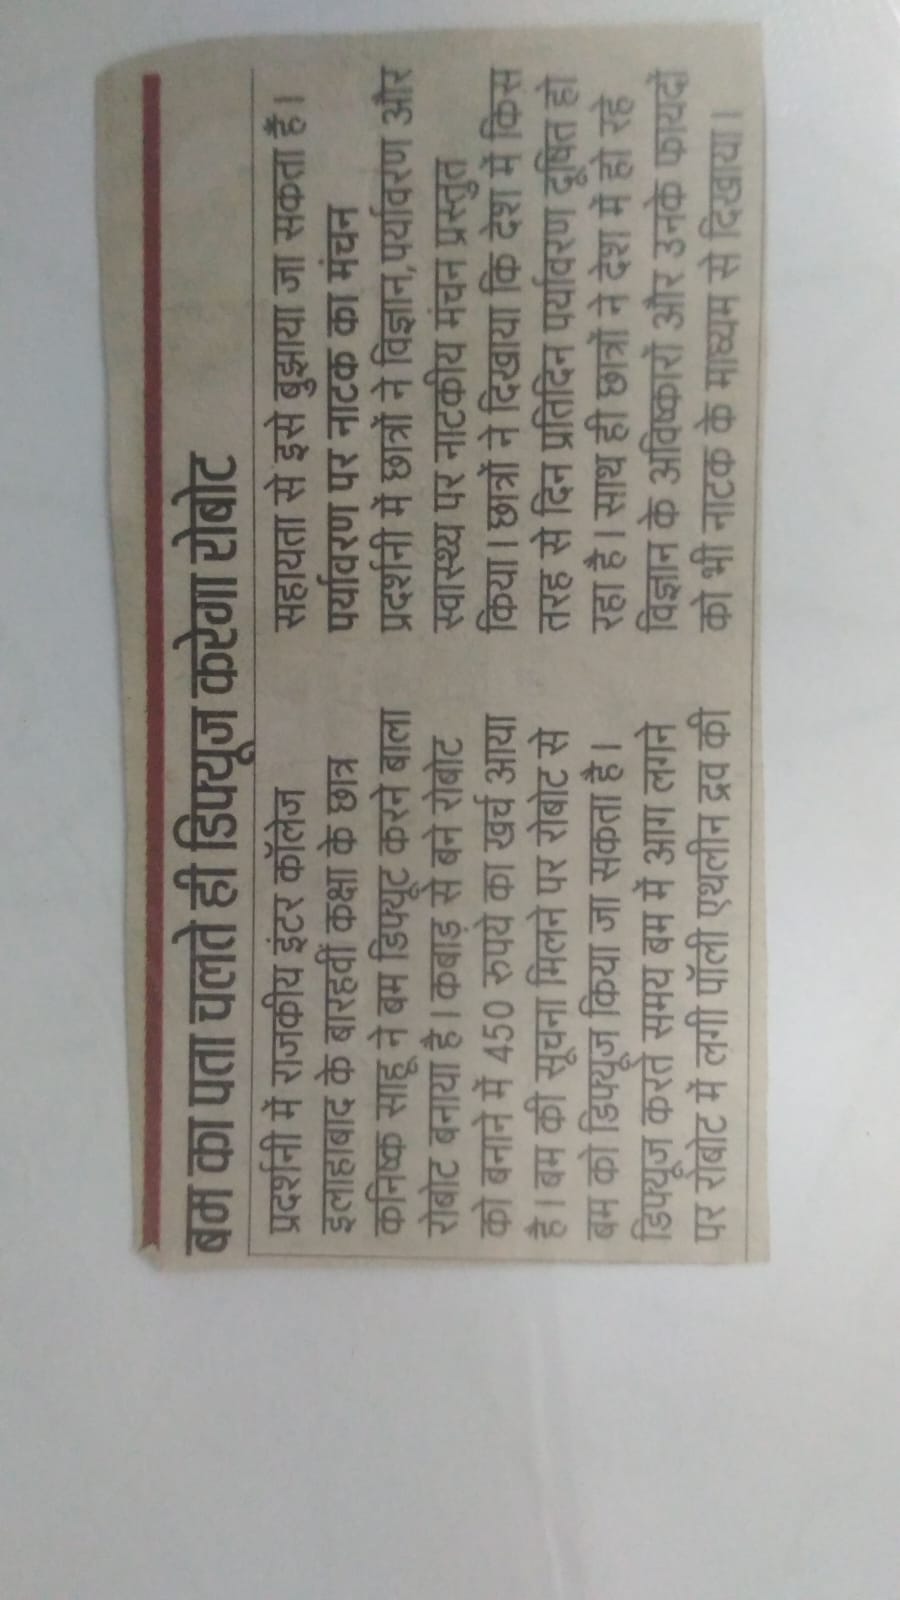 बम का पता चलते ही डिफ्यूज करेगा रोबोट
प्रदर्शनी में राजकीय इंटर कॉलेज
इलाहाबाद के बारहवीं कक्षा के छात्र
कनिष्क साहू ने बम डिफ्यूट करने बाला
रोबोट बनाया है। कबाड़ से बने रोबोट
को बनाने में 450 रुपये का खर्च आया
है। बम की सूचना मिलने पर रोबोट से
बम को डिफ्यूज किया जा सकता है।
डिफ्यूज करते समय बम में आग लगने
पर रोबोट में लगी पॉली एथलीन द्रव की
सहायता से इसे बुझाया जा सकता है।
पर्यावरण पर नाटक का मंचन
प्रदर्शनी में छात्रों ने विज्ञान,पर्यावरण और
स्वास्थ्य पर नाटकीय मंचन प्रस्तुत
किया। छात्रों ने दिखाया कि देश में किस
तरह से दिन प्रतिदिन पर्यावरण दूषित हो
रहा है। साथ ही छात्रों ने देश में हो रहे
विज्ञान के अविष्कारों और उनके फायदों
को भी नाटक के माध्यम से दिखाया।